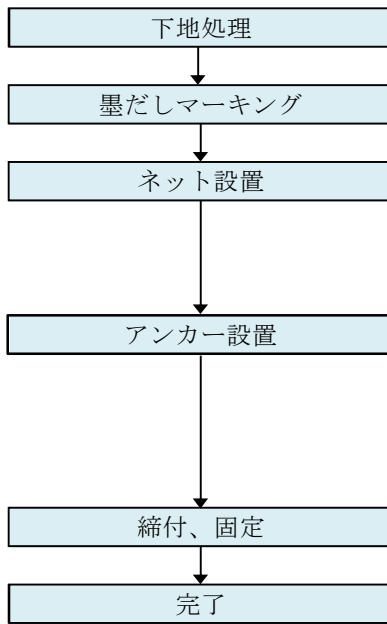 下地処理
墨だしマーキング
ネット設置
アンカー設置
締付、固定
完了